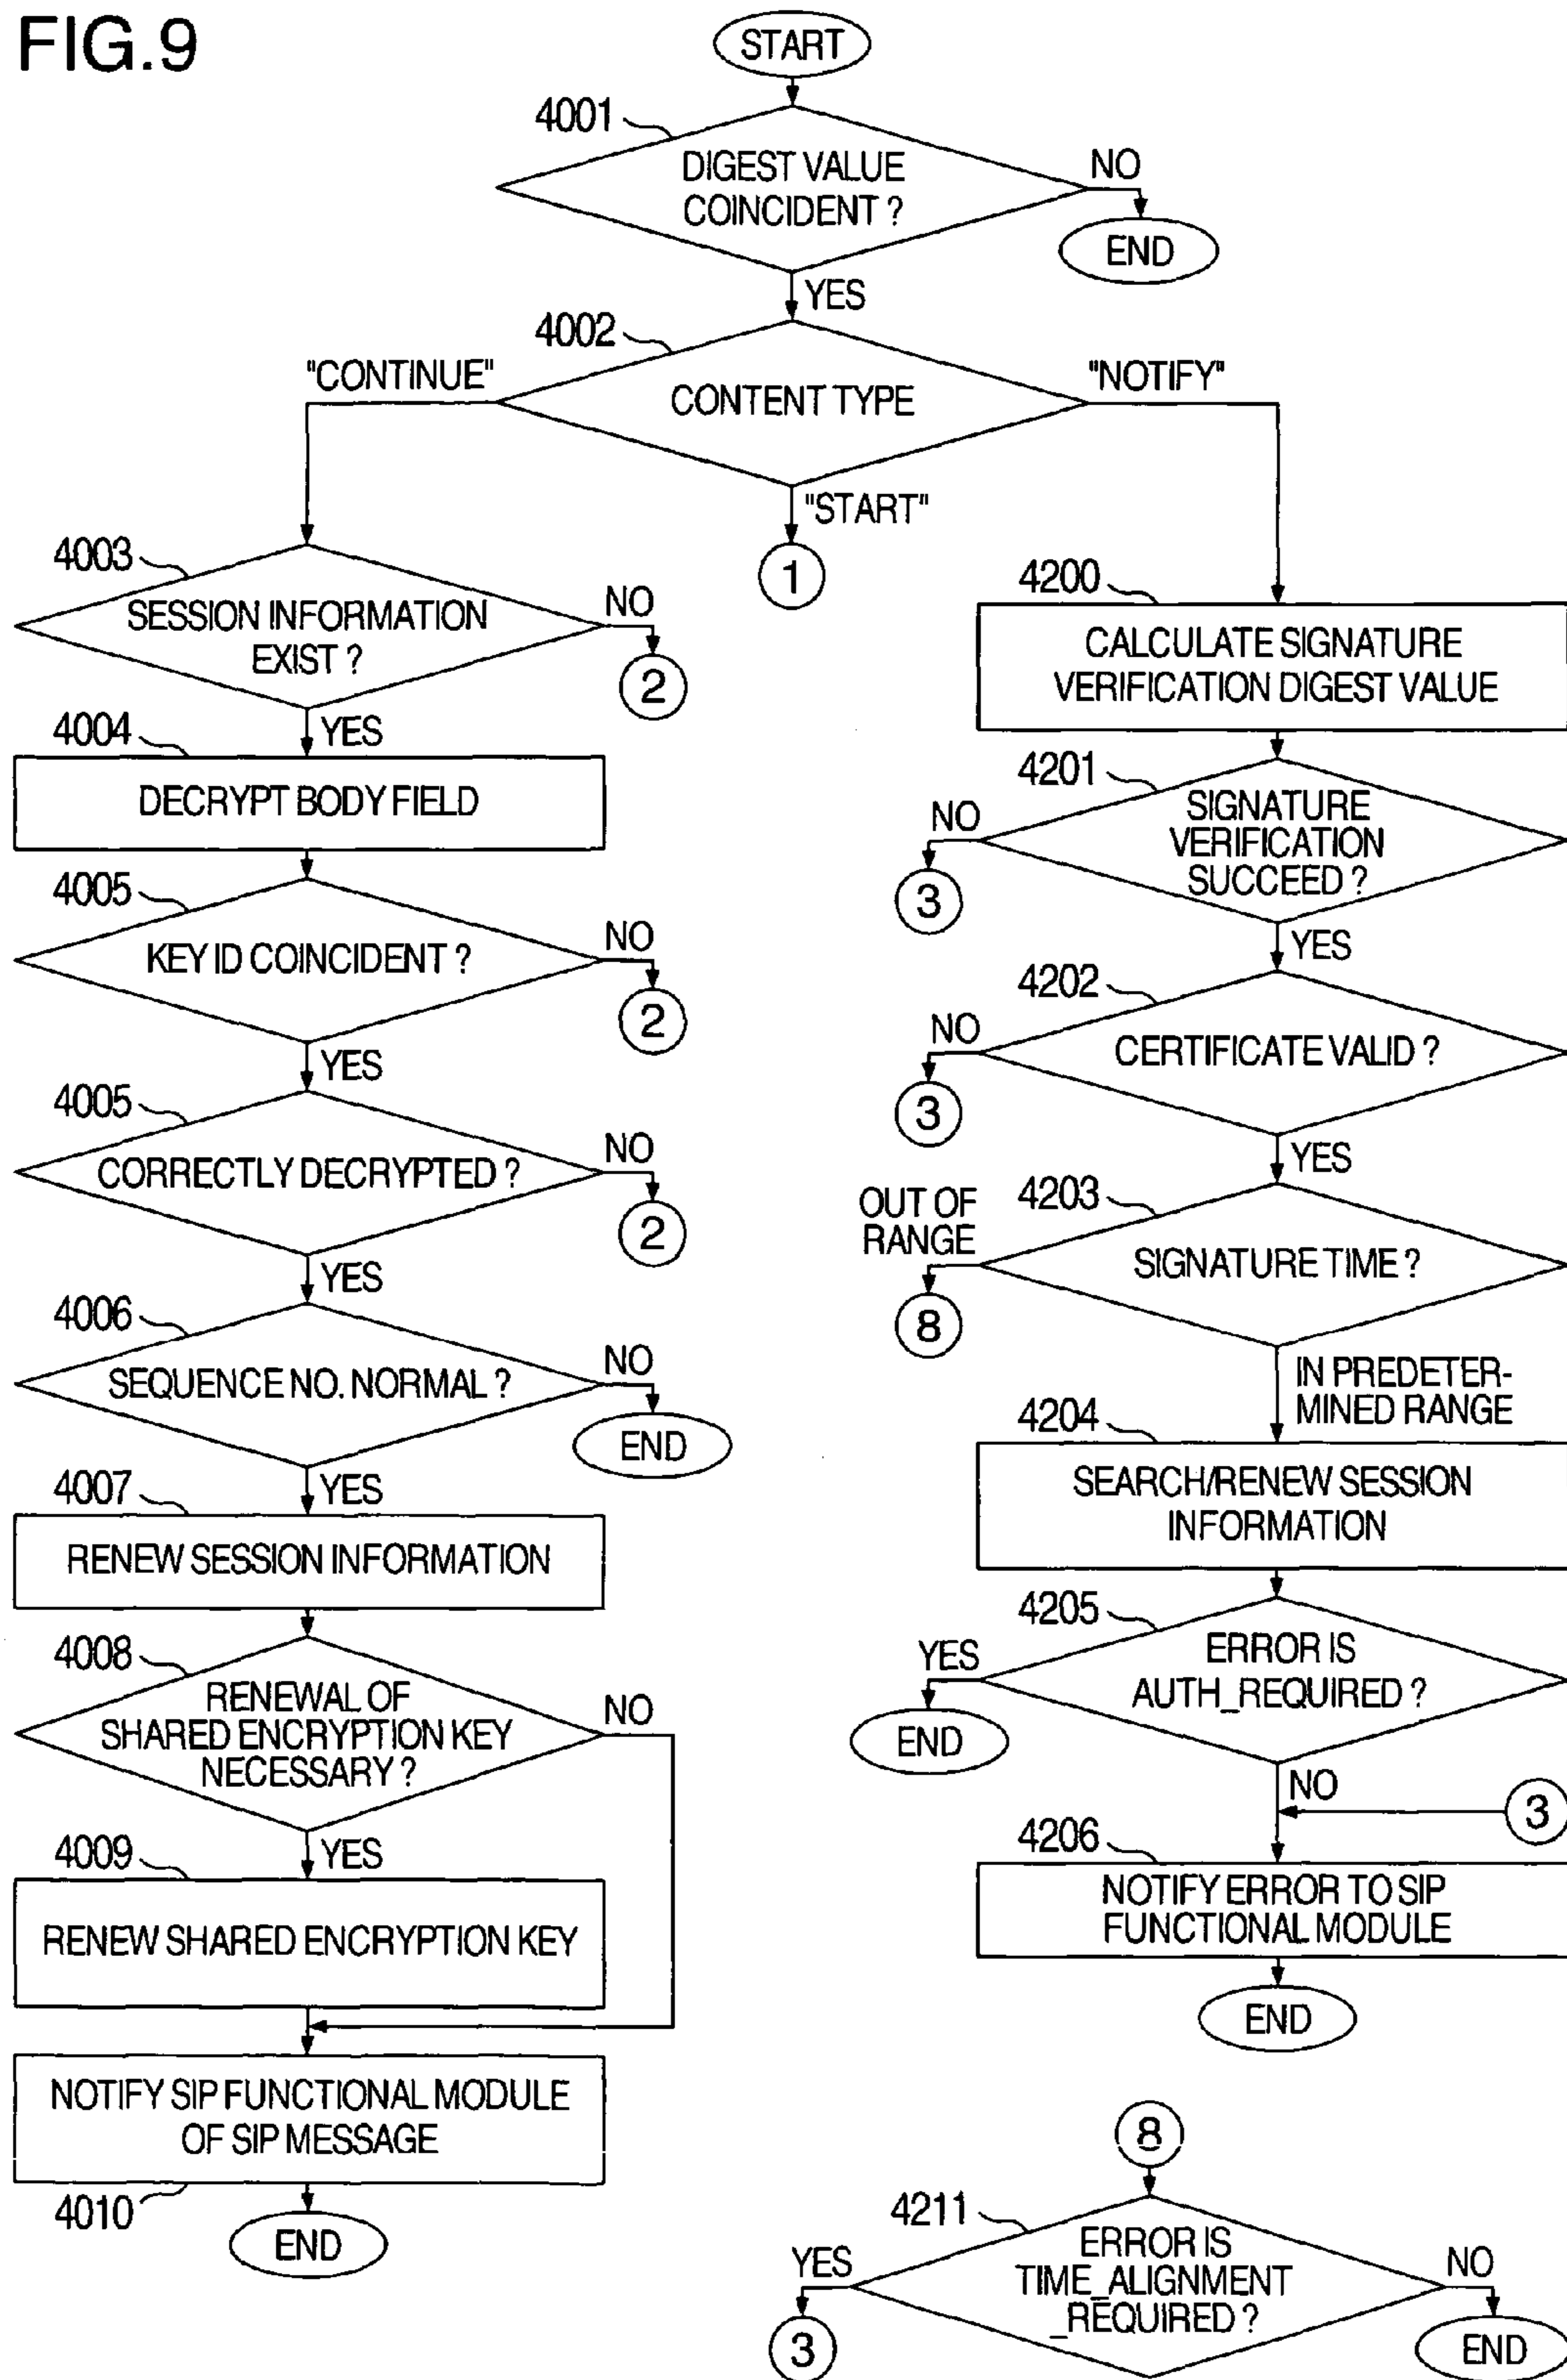 FIG.9
START
4001
DIGEST VALUE
COINCIDENT ?
NO
END
YES
4002
CONTENT TYPE
"CONTINUE"
"NOTIFY"
"START"
1
4003
SESSION INFORMATION
EXIST ?
NO
2
YES
4004
DECRYPT BODY FIELD
4005
KEY ID COINCIDENT ?
NO
2
YES
4005
CORRECTLY DECRYPTED ?
NO
2
YES
4006
SEQUENCE NO. NORMAL ?
NO
END
YES
4007
RENEW SESSION INFORMATION
4008
RENEWAL OF
SHARED ENCRYPTION KEY
NECESSARY ?
NO
YES
4009
RENEW SHARED ENCRYPTION KEY
NOTIFY SIP FUNCTIONAL MODULE
OF SIP MESSAGE
4010
END
4200
CALCULATE SIGNATURE
VERIFICATION DIGEST VALUE
4201
SIGNATURE
VERIFICATION
SUCCEED ?
NO
3
YES
4202
CERTIFICATE VALID ?
NO
3
YES
4203
SIGNATURE TIME ?
OUT OF
RANGE
8
IN PREDETER-
MINED RANGE
4204
SEARCH/RENEW SESSION
INFORMATION
4205
ERROR IS
AUTH_REQUIRED ?
YES
END
NO
3
4206
NOTIFY ERROR TO SIP
FUNCTIONAL MODULE
END
8
4211
ERROR IS
TIME_ALIGNMENT
_REQUIRED ?
YES
3
NO
END